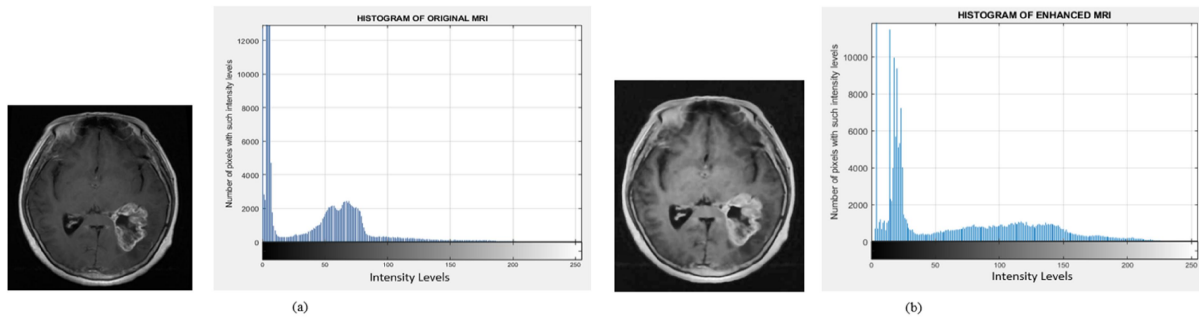 HISTOGRAM OF ORIGINAL MRI
Number of pixels with such intensity levels
12000
10000
8000
6000
4000
2000
0
0 50 100 150 200 250
Intensity Levels
(a)
HISTOGRAM OF ENHANCED MRI
Number of pixels with such intensity levels
10000
8000
6000
4000
2000
0
0 50 100 150 200 250
Intensity Levels
(b)